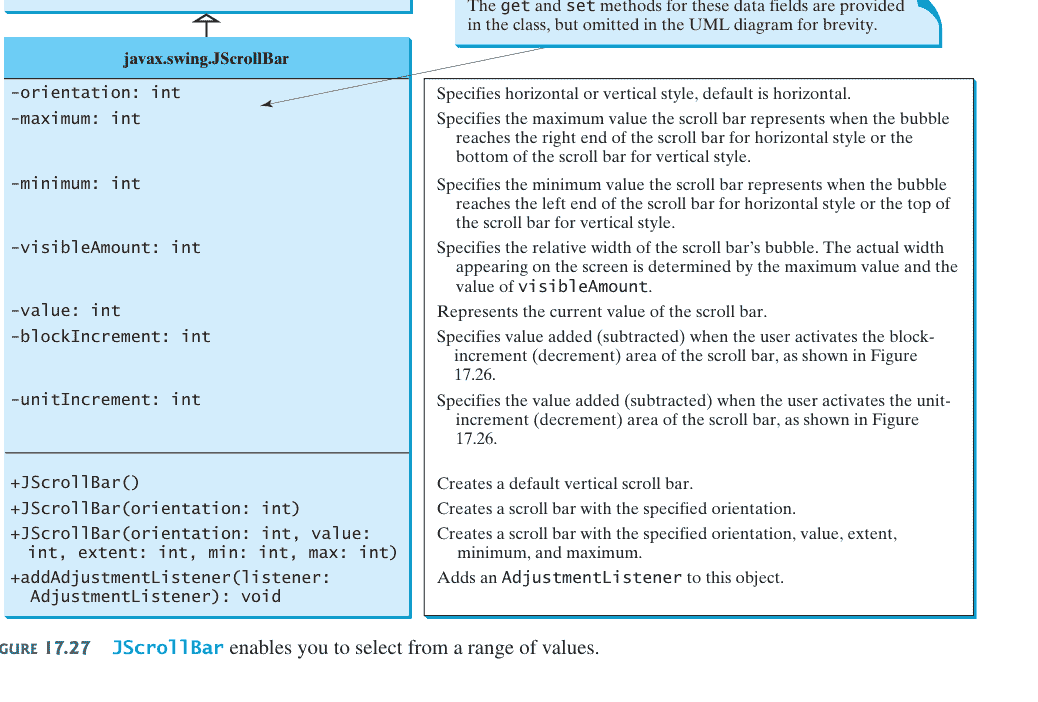 The get and set methods for these data fields are provided
in the class, but omitted in the UML diagram for brevity.
javax.swing.JScrollBar
-orientation: int
Specifies horizontal or vertical style, default is horizontal.
-maximum: int
Specifies the maximum value the scroll bar represents when the bubble
reaches the right end of the scroll bar for horizontal style or the
bottom of the scroll bar for vertical style.
-minimum: int
Specifies the minimum value the scroll bar represents when the bubble
reaches the left end of the scroll bar for horizontal style or the top of
the scroll bar for vertical style.
-visibleAmount: int
Specifies the relative width of the scroll bar's bubble. The actual width
appearing on the screen is determined by the maximum value and the
value of visibleAmount.
-value: int
Represents the current value of the scroll bar.
-blockIncrement: int
Specifies value added (subtracted) when the user activates the block-
increment (decrement) area of the scroll bar, as shown in Figure
17.26.
-unitIncrement: int
Specifies the value added (subtracted) when the user activates the unit-
increment (decrement) area of the scroll bar, as shown in Figure
17.26.
+JScrollBar()
Creates a default vertical scroll bar.
+JScrollBar(orientation: int)
Creates a scroll bar with the specified orientation.
+JScrollBar(orientation: int, value:
int, extent: int, min: int, max: int)
Creates a scroll bar with the specified orientation, value, extent,
minimum, and maximum.
+addAdjustmentListener(listener:
AdjustmentListener): void
Adds an AdjustmentListener to this object.
GURE 17.27 JScrollBar enables you to select from a range of values.